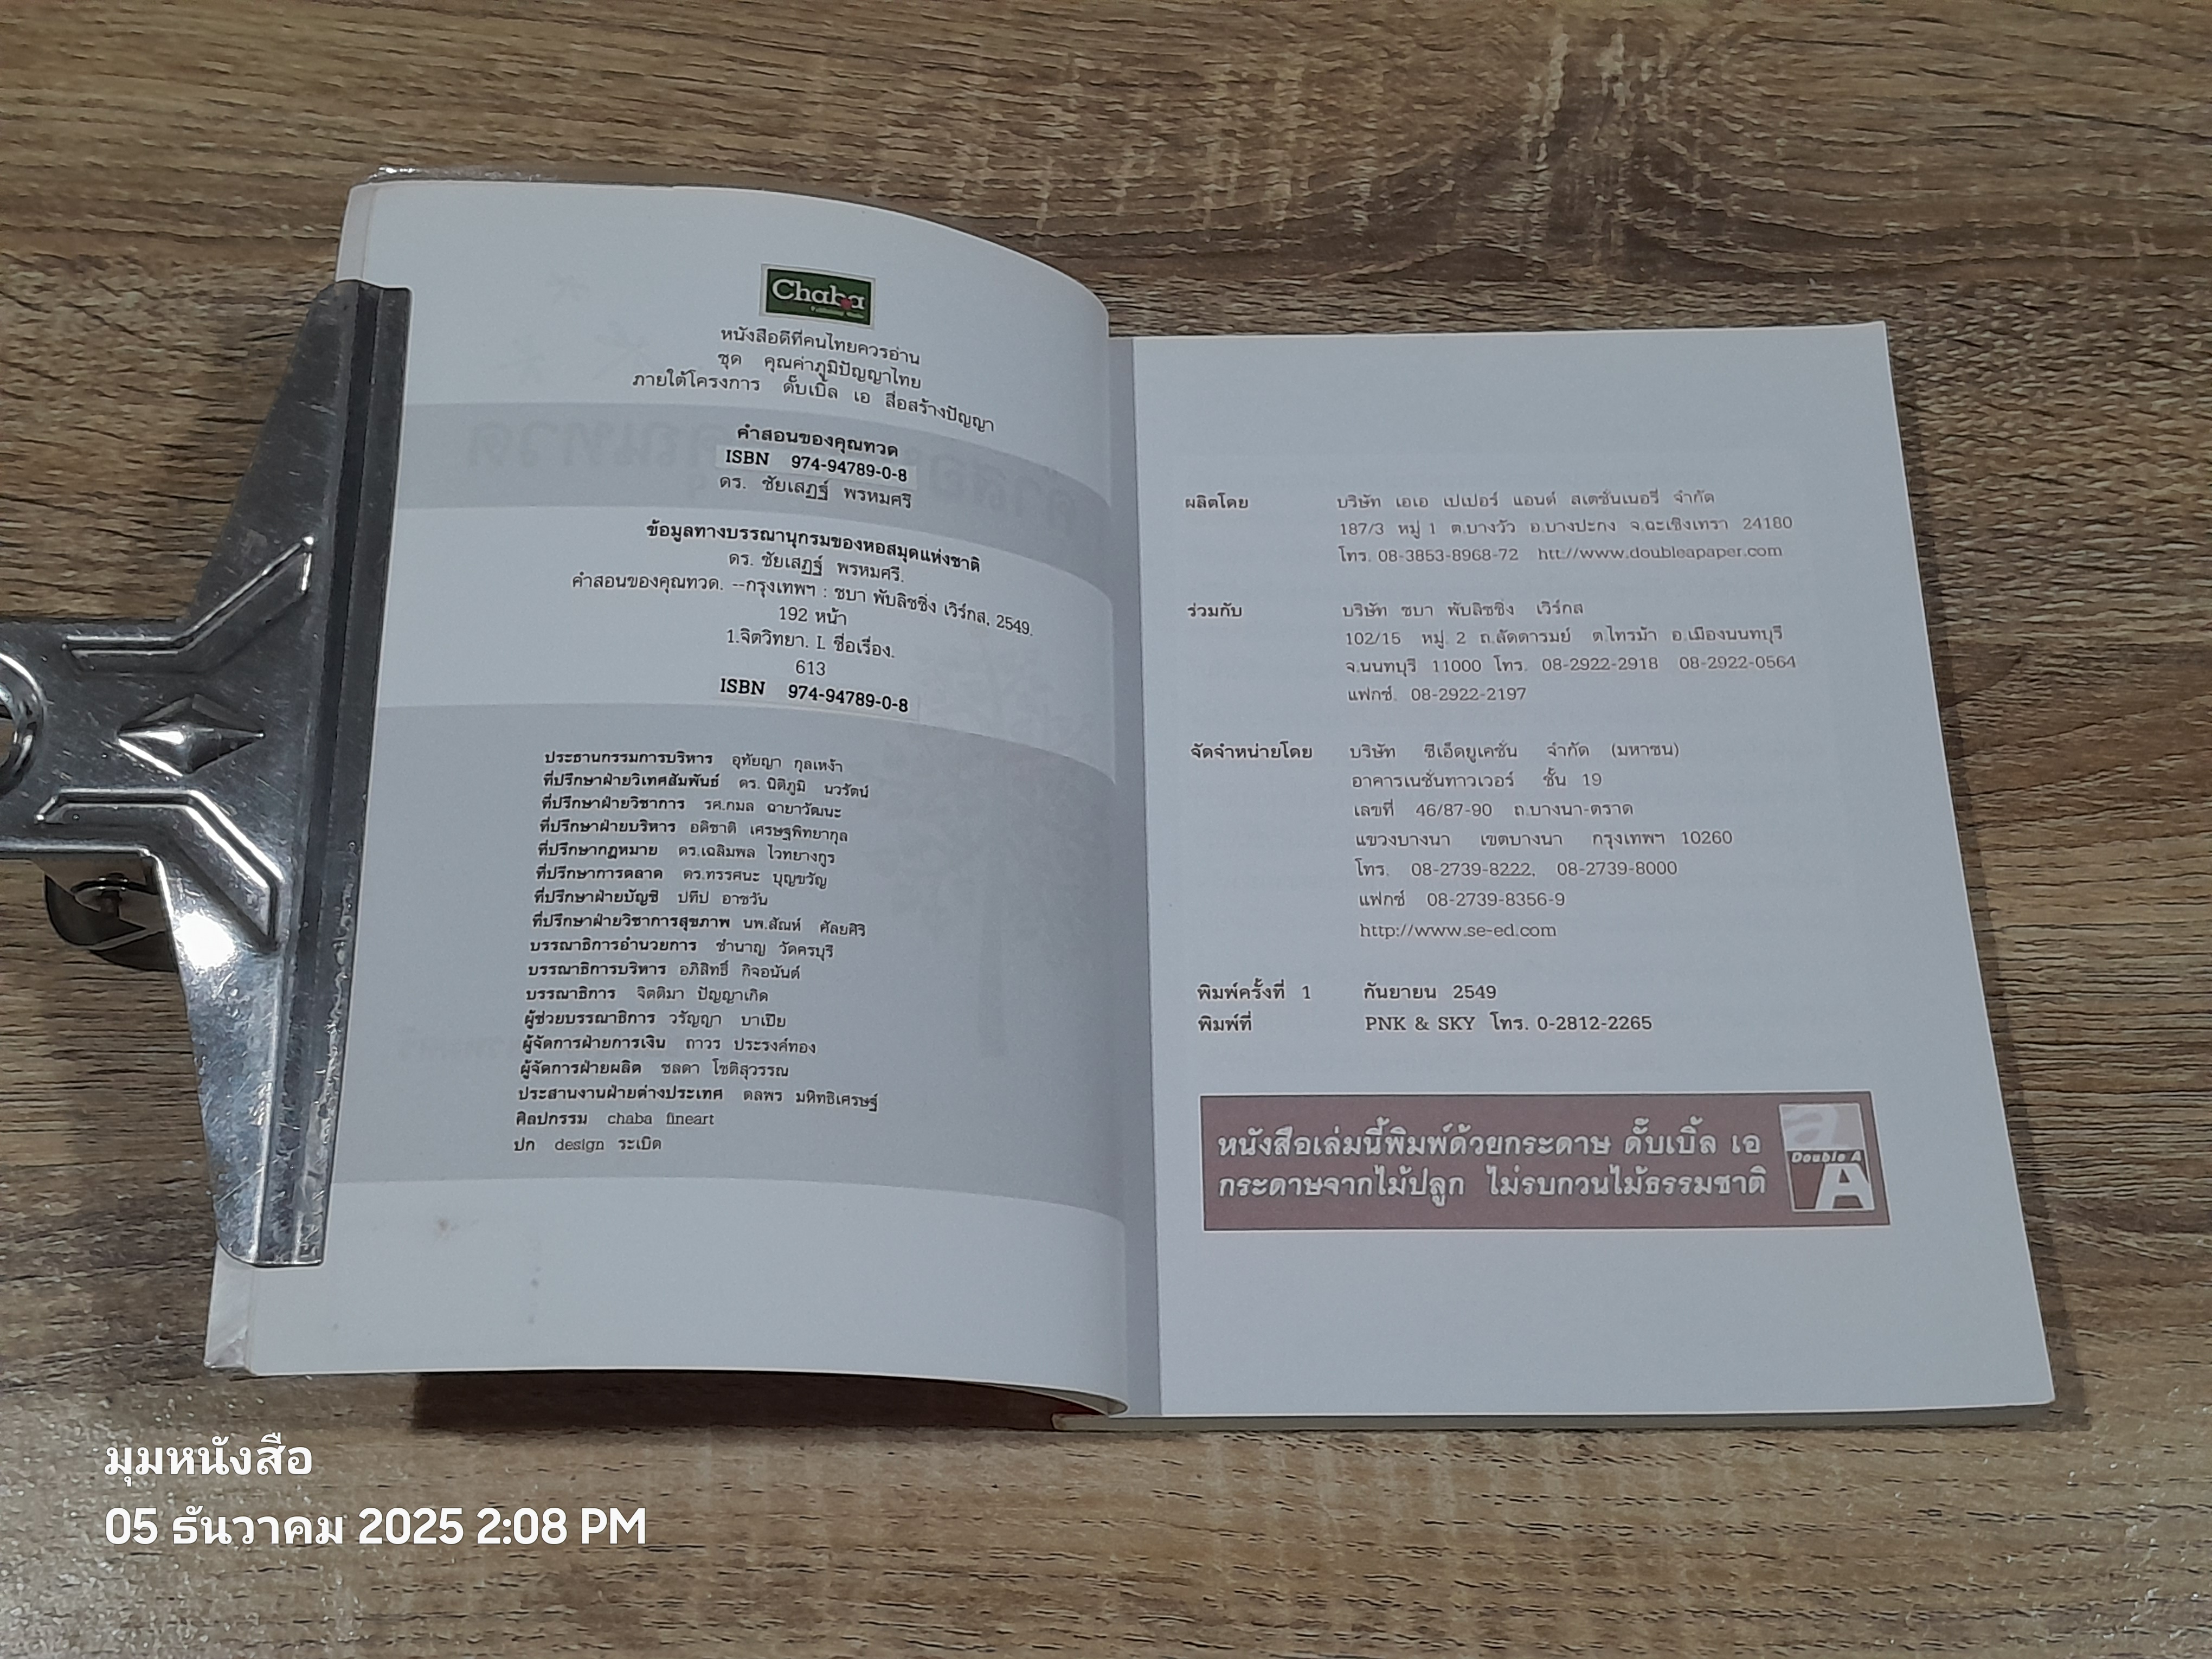 Chaba
หนังสือดีที่คนไทยควรอ่าน
ชุด คุณค่าภูมิปัญญาไทย
ภายใต้โครงการ ดั๊บเบิ้ล เอ สื่อสร้างปัญญา
คำสอนของคุณทวด
ISBN 974-94789-0-8
ดร. ชัยเสฏฐ์ พรหมศรี
ข้อมูลทางบรรณานุกรมของหอสมุดแห่งชาติ
ดร. ชัยเสฏฐ์ พรหมศรี.
คำสอนของคุณทวด. --กรุงเทพฯ : ชบา พับลิชชิ่ง เวิร์กส, 2549.
192 หน้า
1.จิตวิทยา. I. ชื่อเรื่อง.
613
ISBN 974-94789-0-8
ประธานกรรมการบริหาร อุทัยญา กุลเหง้า
ที่ปรึกษาฝ่ายวิเทศสัมพันธ์ ดร. นิติภูมิ นวรัตน์
ที่ปรึกษาฝ่ายวิชาการ รศ.กมล ฉายาวัฒนะ
ที่ปรึกษาฝ่ายบริหาร อดิชาติ เศรษฐพิทยากุล
ที่ปรึกษากฎหมาย ดร.เฉลิมพล ไวทยางกูร
ที่ปรึกษาการตลาด ดร.ทรรศนะ บุญขวัญ
ที่ปรึกษาฝ่ายบัญชี ปทีป อาชวัน
ที่ปรึกษาฝ่ายวิชาการสุขภาพ นพ.สัณห์ ศัลยศิริ
บรรณาธิการอำนวยการ ชำนาญ วัดครบุรี
บรรณาธิการบริหาร อภิสิทธิ์ กิจอนันต์
บรรณาธิการ จิตติมา ปัญญาเกิด
ผู้ช่วยบรรณาธิการ วรัญญา บาเปีย
ผู้จัดการฝ่ายการเงิน ถาวร ประรงค์ทอง
ผู้จัดการฝ่ายผลิต ชลดา โชติสุวรรณ
ประสานงานฝ่ายต่างประเทศ ดลพร มหิทธิเศรษฐ์
ศิลปกรรม chaba fineart
ปก design ระเบิด
ผลิตโดย บริษัท เอเอ เปเปอร์ แอนด์ สเตชั่นเนอรี จำกัด
187/3 หมู่ 1 ต.บางวัว อ.บางปะกง จ.ฉะเชิงเทรา 24180
โทร. 08-3853-8968-72 htt://www.doubleapaper.com
ร่วมกับ บริษัท ชบา พับลิชชิ่ง เวิร์กส
102/15 หมู่ 2 ถ.ลัดดารมย์ ต.ไทรม้า อ.เมืองนนทบุรี
จ.นนทบุรี 11000 โทร. 08-2922-2918 08-2922-0564
แฟกซ์. 08-2922-2197
จัดจำหน่ายโดย บริษัท ซีเอ็ดยูเคชั่น จำกัด (มหาชน)
อาคารเนชั่นทาวเวอร์ ชั้น 19
เลขที่ 46/87-90 ถ.บางนา-ตราด
แขวงบางนา เขตบางนา กรุงเทพฯ 10260
โทร. 08-2739-8222, 08-2739-8000
แฟกซ์ 08-2739-8356-9
http://www.se-ed.com
พิมพ์ครั้งที่ 1 กันยายน 2549
พิมพ์ที่ PNK & SKY โทร. 0-2812-2265
หนังสือเล่มนี้พิมพ์ด้วยกระดาษ ดั๊บเบิ้ล เอ
กระดาษจากไม้ปลูก ไม่รบกวนไม้ธรรมชาติ
Double A
มุมหนังสือ
05 ธันวาคม 2025 2:08 PM